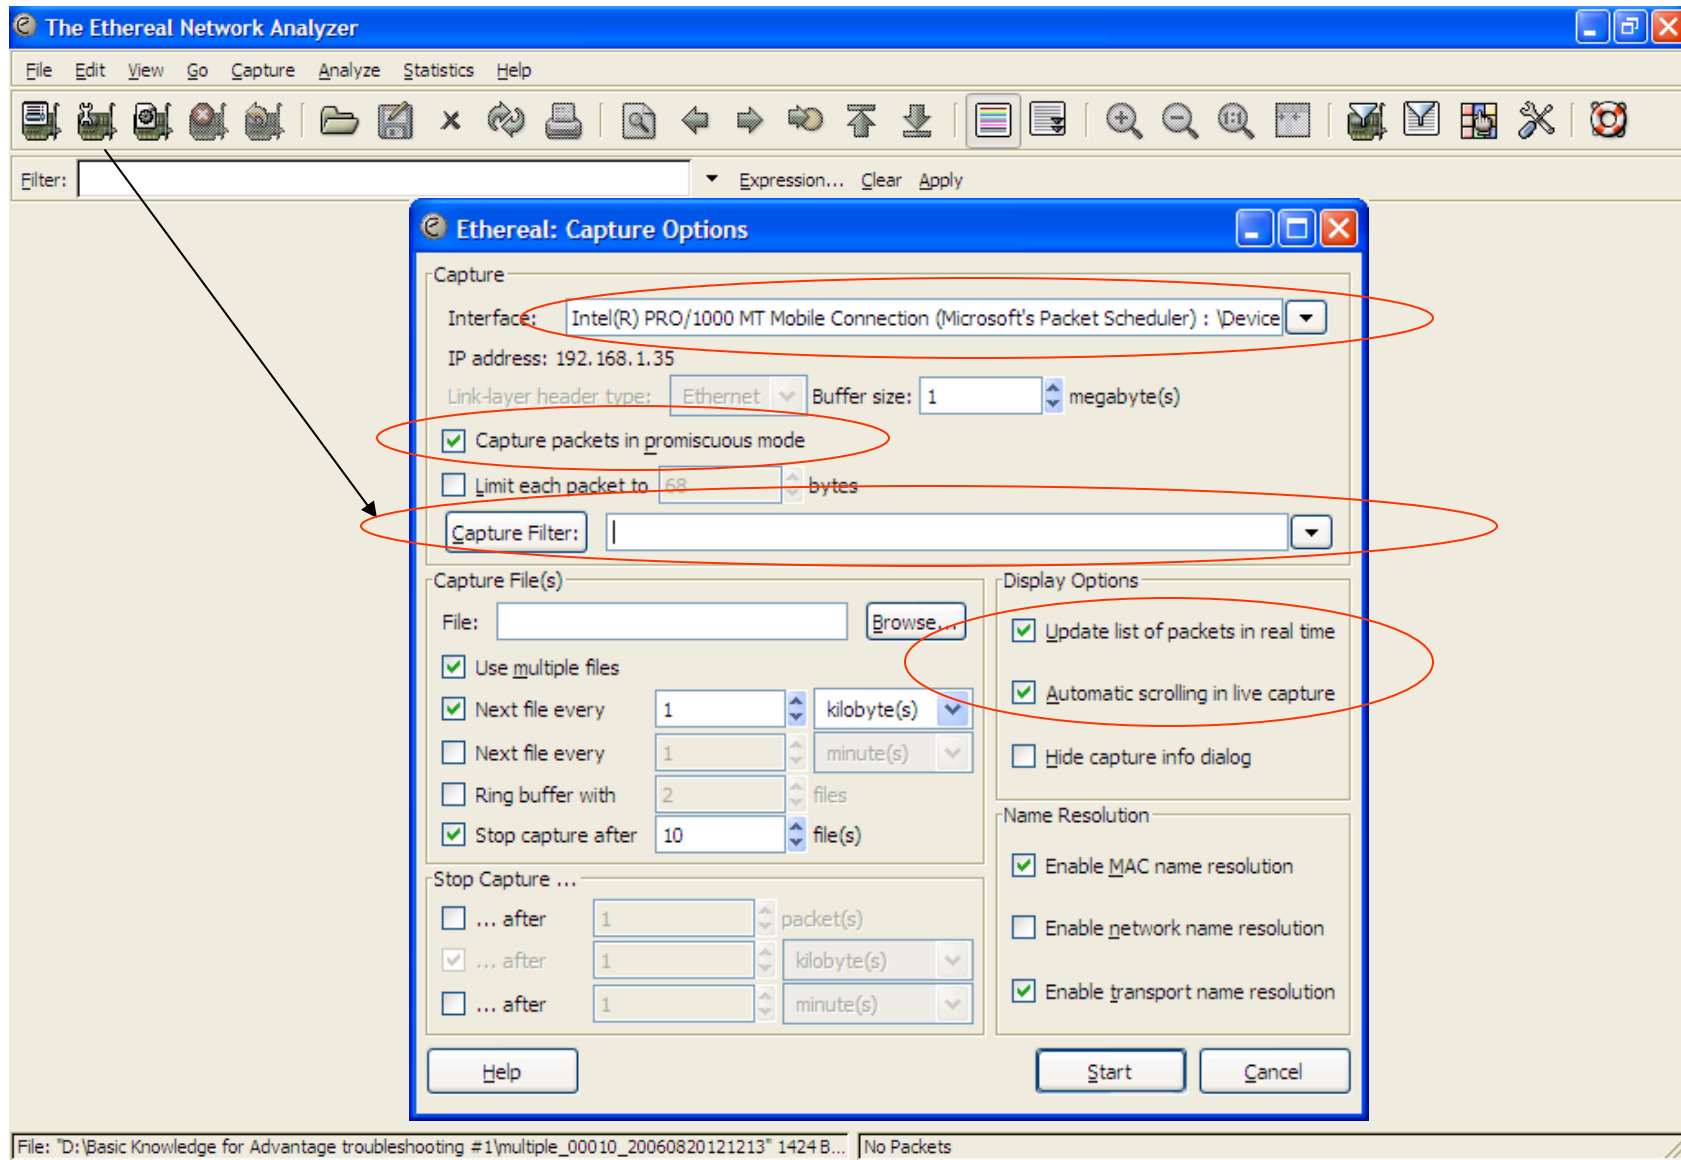 The Ethereal Network Analyzer
File Edit View Go Capture Analyze Statistics Help
Filter: Expression... Clear Apply
Ethereal: Capture Options
Capture
Interface: Intel(R) PRO/1000 MT Mobile Connection (Microsoft's Packet Scheduler) : \Device
IP address: 192.168.1.35
Link-layer header type: Ethernet Buffer size: 1 megabyte(s)
Capture packets in promiscuous mode
Limit each packet to 68 bytes
Capture Filter:
Capture File(s)
File: Browse...
Use multiple files
Next file every 1 kilobyte(s)
Next file every 1 minute(s)
Ring buffer with 2 files
Stop capture after 10 file(s)
Stop Capture ...
... after 1 packet(s)
... after 1 kilobyte(s)
... after 1 minute(s)
Display Options
Update list of packets in real time
Automatic scrolling in live capture
Hide capture info dialog
Name Resolution
Enable MAC name resolution
Enable network name resolution
Enable transport name resolution
Help Start Cancel
File: "D:\Basic Knowledge for Advantage troubleshooting #1\multiple_00010_20060820121213" 1424 B... No Packets